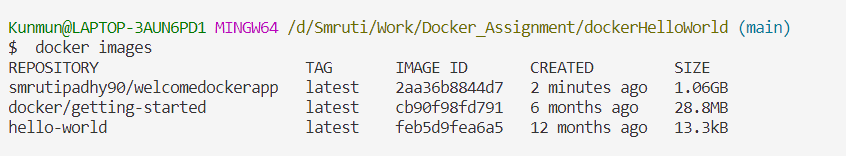 Kunmun@LAPTOP-3AUN6PD1 MINGW64 /d/Smruti/Work/Docker_Assignment/dockerHelloWorld (main)
$ docker images
REPOSITORY TAG IMAGE ID CREATED SIZE
smrutipadhy90/welcomedockerapp latest 2aa36b8844d7 2 minutes ago 1.06GB
docker/getting-started latest cb90f98fd791 6 months ago 28.8MB
hello-world latest feb5d9fea6a5 12 months ago 13.3kB